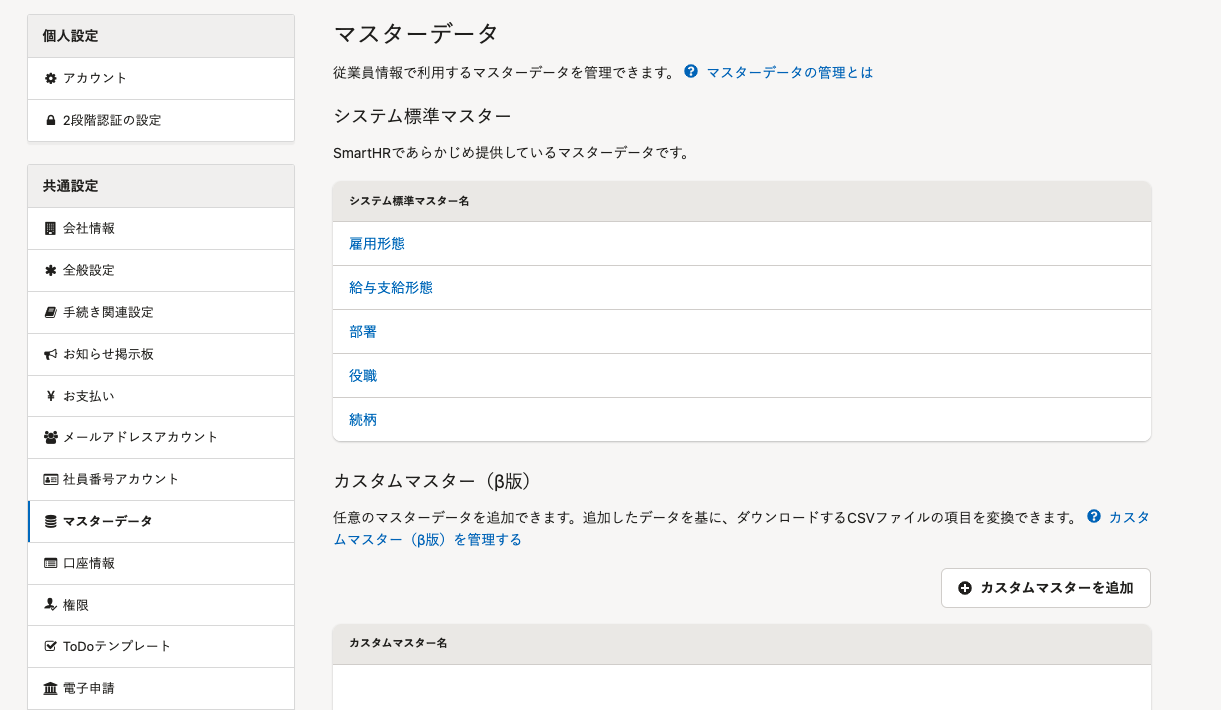 個人設定
アカウント
2段階認証の設定
共通設定
会社情報
全般設定
手続き関連設定
お知らせ掲示板
¥ お支払い
メールアドレスアカウント
社員番号アカウント
マスターデータ
口座情報
権限
ToDoテンプレート
電子申請
マスターデータ
従業員情報で利用するマスターデータを管理できます。 ? マスターデータの管理とは
システム標準マスター
SmartHRであらかじめ提供しているマスターデータです。
システム標準マスター名
雇用形態
給与支給形態
部署
役職
続柄
カスタムマスター（β版）
任意のマスターデータを追加できます。追加したデータを基に、ダウンロードするCSVファイルの項目を変換できます。 ? カスタ
ムマスター（β版）を管理する
カスタムマスターを追加
カスタムマスター名